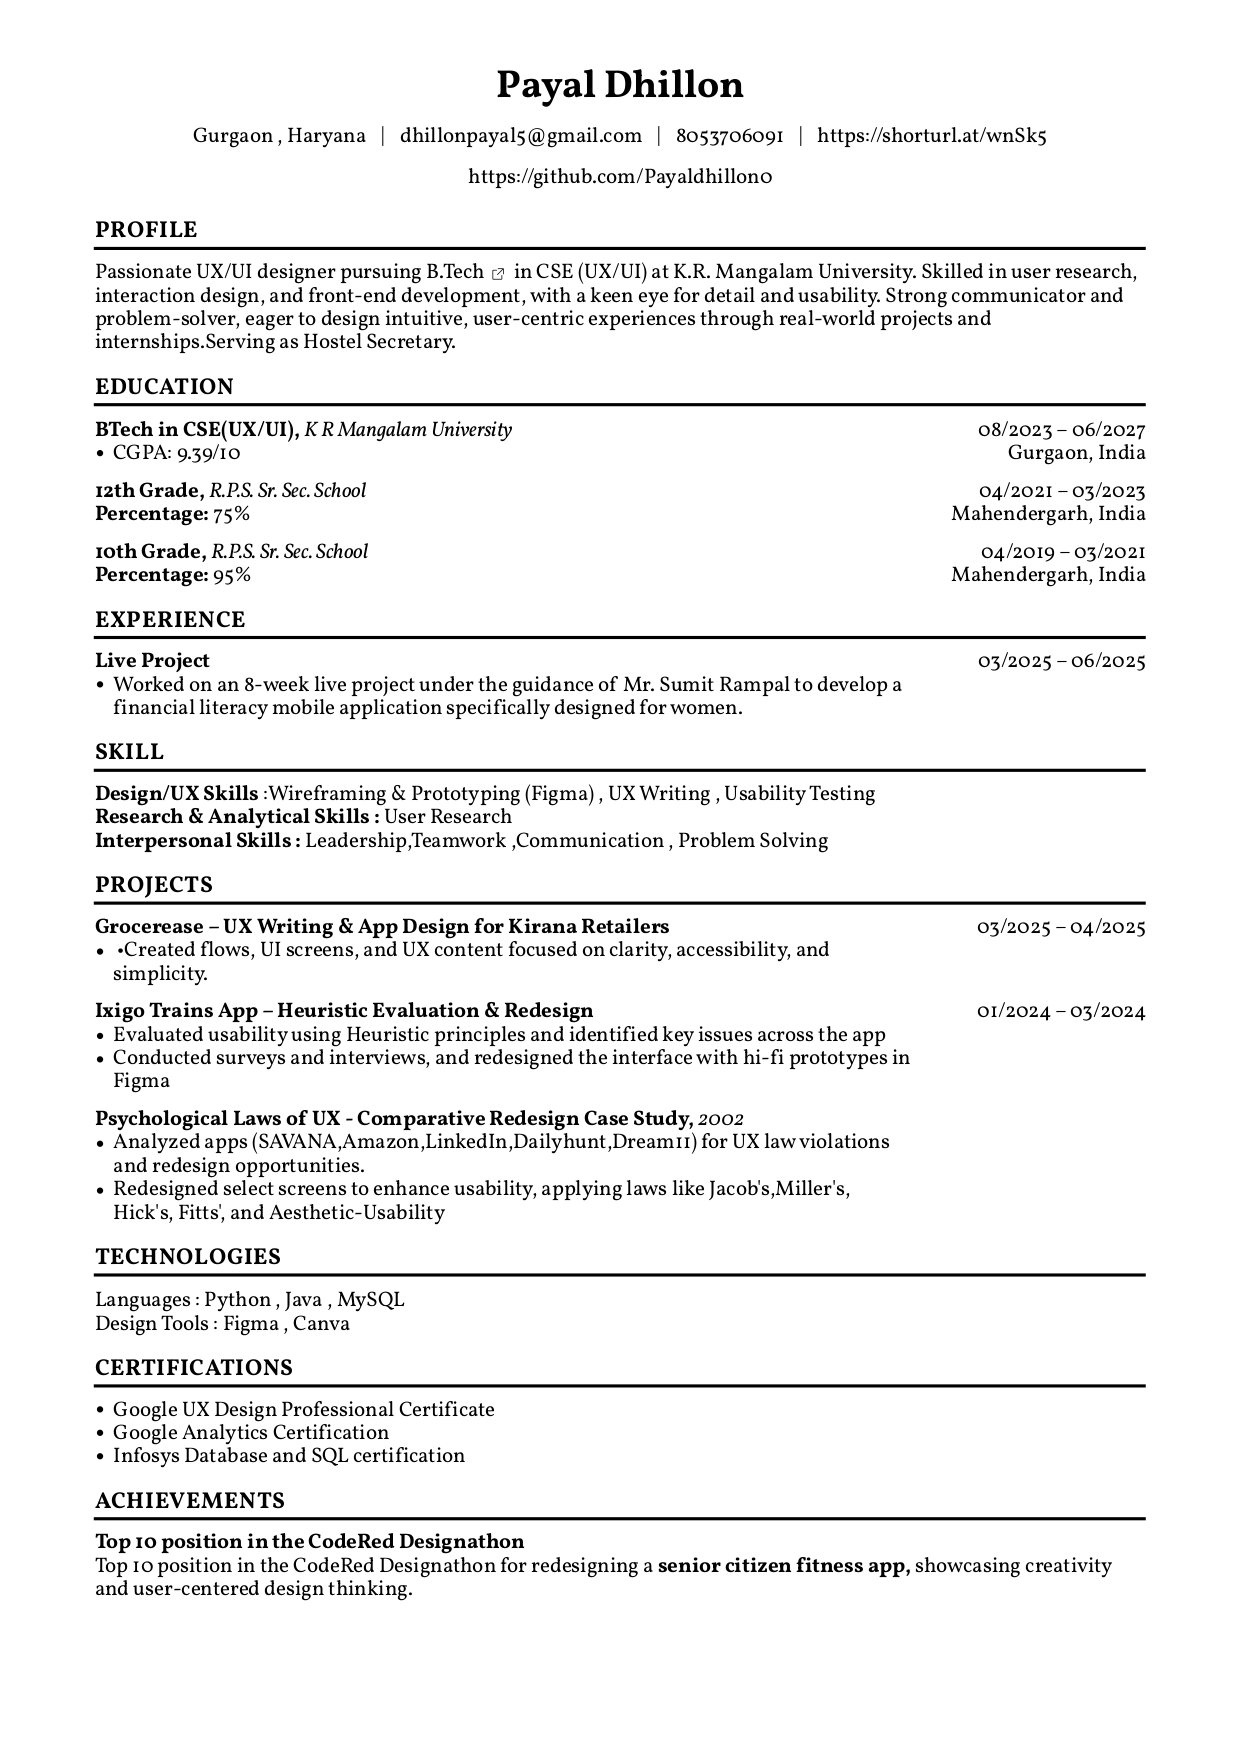 Payal Dhillon
Gurgaon , Haryana | dhillonpayal5@gmail.com | 8053706091 | https://shorturl.at/wnSk5
https://github.com/Payaldhillon0
PROFILE
Passionate UX/UI designer pursuing B.Tech in CSE (UX/UI) at K.R. Mangalam University. Skilled in user research,
interaction design, and front-end development, with a keen eye for detail and usability. Strong communicator and
problem-solver, eager to design intuitive, user-centric experiences through real-world projects and
internships.Serving as Hostel Secretary.
EDUCATION
BTech in CSE(UX/UI), K R Mangalam University 08/2023 – 06/2027
• CGPA: 9.39/10 Gurgaon, India
12th Grade, R.P.S. Sr. Sec. School 04/2021 – 03/2023
Percentage: 75% Mahendergarh, India
10th Grade, R.P.S. Sr. Sec. School 04/2019 – 03/2021
Percentage: 95% Mahendergarh, India
EXPERIENCE
Live Project 03/2025 – 06/2025
• Worked on an 8-week live project under the guidance of Mr. Sumit Rampal to develop a
financial literacy mobile application specifically designed for women.
SKILL
Design/UX Skills :Wireframing & Prototyping (Figma) , UX Writing , Usability Testing
Research & Analytical Skills : User Research
Interpersonal Skills : Leadership,Teamwork ,Communication , Problem Solving
PROJECTS
Grocerease – UX Writing & App Design for Kirana Retailers 03/2025 – 04/2025
• •Created flows, UI screens, and UX content focused on clarity, accessibility, and
simplicity.
Ixigo Trains App – Heuristic Evaluation & Redesign 01/2024 – 03/2024
• Evaluated usability using Heuristic principles and identified key issues across the app
• Conducted surveys and interviews, and redesigned the interface with hi-fi prototypes in
Figma
Psychological Laws of UX - Comparative Redesign Case Study, 2002
• Analyzed apps (SAVANA,Amazon,LinkedIn,Dailyhunt,Dream11) for UX law violations
and redesign opportunities.
• Redesigned select screens to enhance usability, applying laws like Jacob's,Miller's,
Hick's, Fitts', and Aesthetic-Usability
TECHNOLOGIES
Languages : Python , Java , MySQL
Design Tools : Figma , Canva
CERTIFICATIONS
• Google UX Design Professional Certificate
• Google Analytics Certification
• Infosys Database and SQL certification
ACHIEVEMENTS
Top 10 position in the CodeRed Designathon
Top 10 position in the CodeRed Designathon for redesigning a senior citizen fitness app, showcasing creativity
and user-centered design thinking.